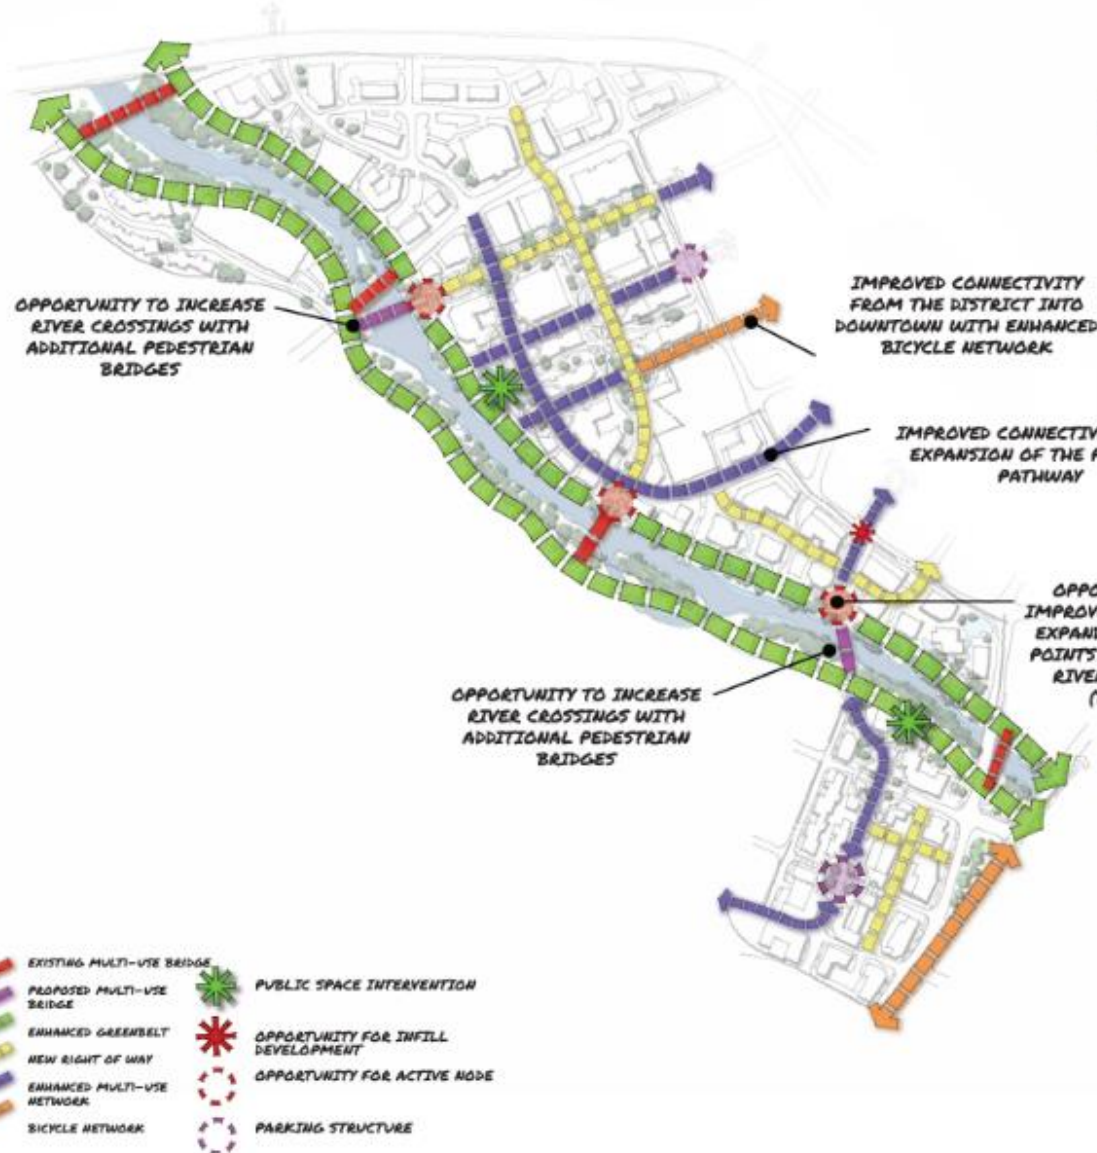 OPPORTUNITY TO INCREASE
RIVER CROSSINGS WITH
ADDITIONAL PEDESTRIAN
BRIDGES
IMPROVED CONNECTIVITY
FROM THE DISTRICT INTO
DOWNTOWN WITH ENHANCED
BICYCLE NETWORK
IMPROVED CONNECTIV
EXPANSION OF THE
PATHWAY
OPPO
IMPROV
EXPAND
POINTS
RIVER
OPPORTUNITY TO INCREASE
RIVER CROSSINGS WITH
ADDITIONAL PEDESTRIAN
BRIDGES
EXISTING MULTI-USE BRIDGE
PROPOSED MULTI-USE
BRIDGE
ENHANCED GREENBELT
NEW RIGHT OF WAY
ENHANCED MULTI-USE
NETWORK
BICYCLE NETWORK
PUBLIC SPACE INTERVENTION
OPPORTUNITY FOR INFILL
DEVELOPMENT
OPPORTUNITY FOR ACTIVE NODE
PARKING STRUCTURE